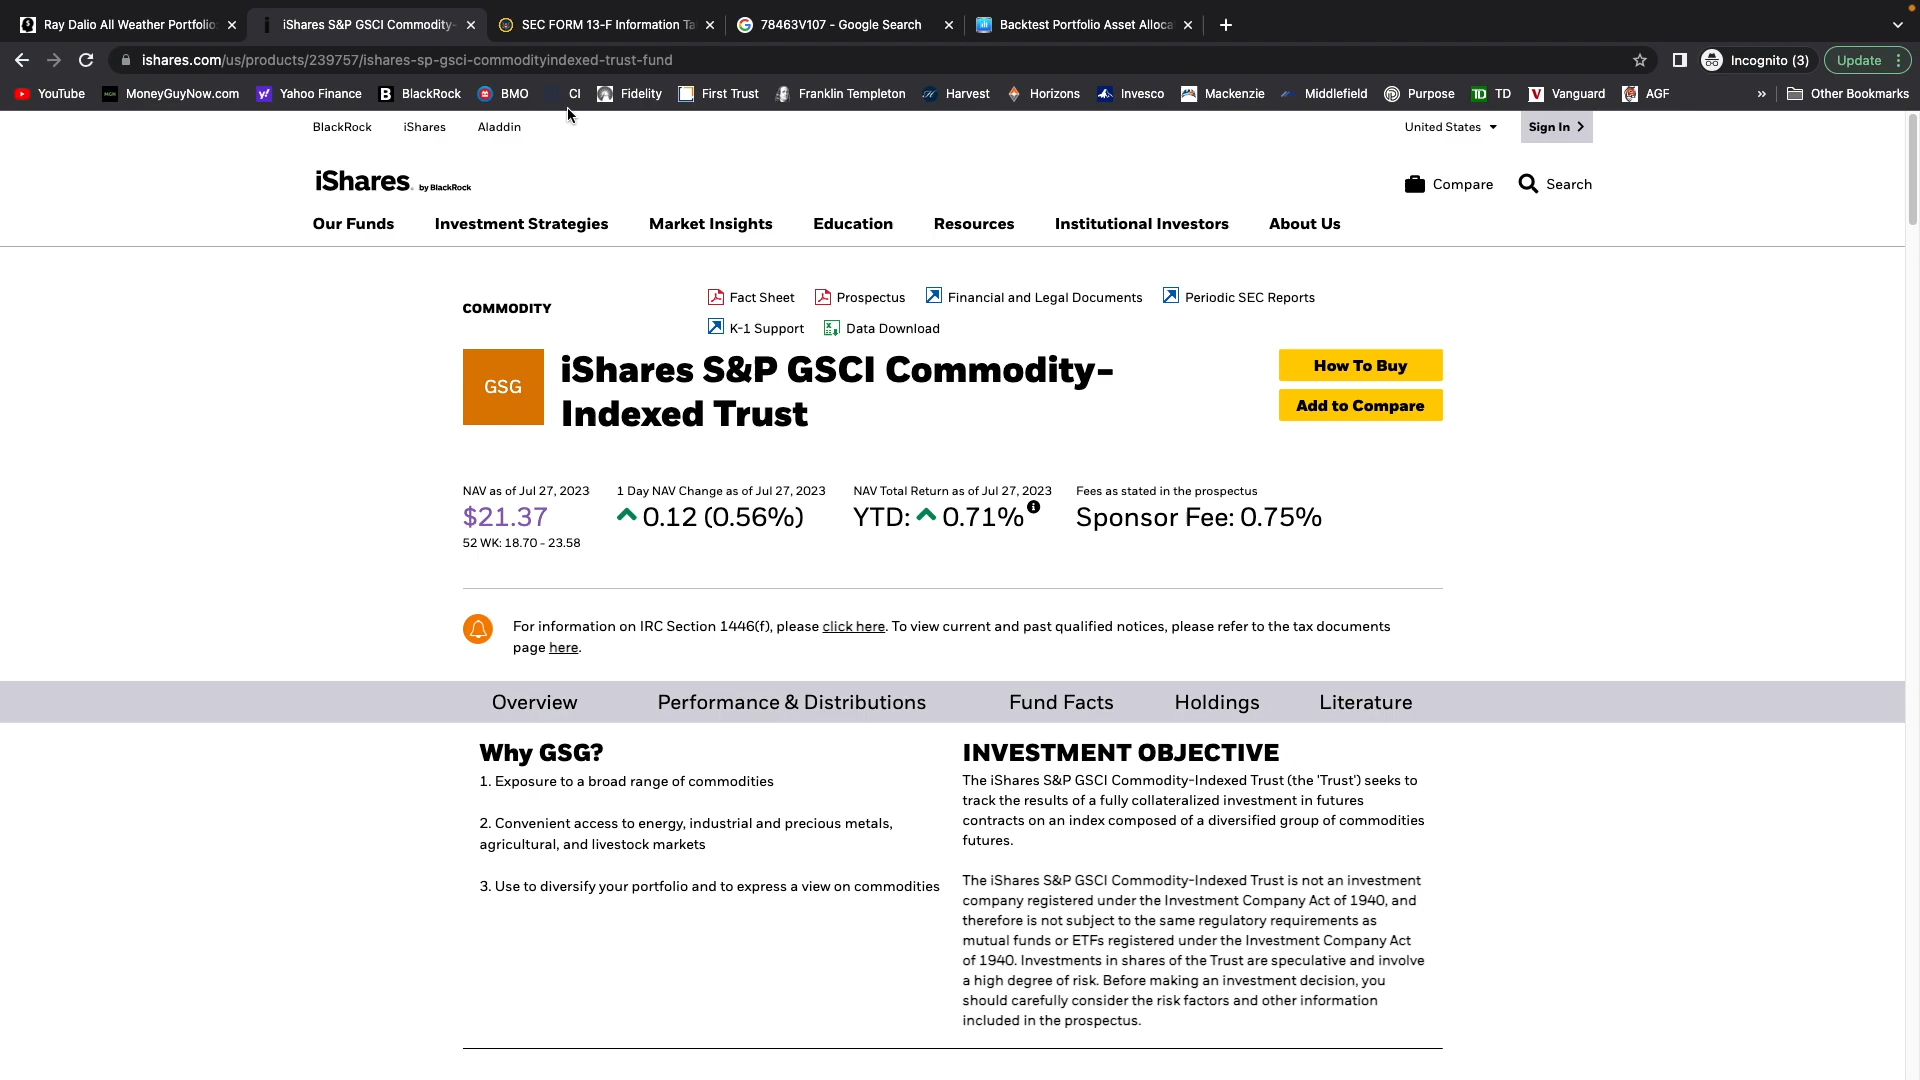 Ray Dalio All Weather Portfolio:
iShares S&P GSCI Commodity-
SEC FORM 13-F Information Ta
78463V107 - Google Search
Backtest Portfolio Asset Alloca
ishares.com/us/products/239757/ishares-sp-gsci-commodityindexed-trust-fund
Incognito (3)
Update
YouTube
MGN MoneyGuyNow.com
Yahoo Finance
B BlackRock
BMO
CI
Fidelity
First Trust
Franklin Templeton
Harvest
Horizons
Invesco
Mackenzie
Middlefield
Purpose
TD TD
V Vanguard
AGF
»
Other Bookmarks
BlackRock
iShares
Aladdin
United States
Sign In
iShares. by BlackRock
Compare
Search
Our Funds
Investment Strategies
Market Insights
Education
Resources
Institutional Investors
About Us
COMMODITY
Fact Sheet
Prospectus
Financial and Legal Documents
Periodic SEC Reports
K-1 Support
Data Download
GSG
iShares S&P GSCI Commodity-
Indexed Trust
How To Buy
Add to Compare
NAV as of Jul 27, 2023
$21.37
52 WK: 18.70 - 23.58
1 Day NAV Change as of Jul 27, 2023
0.12 (0.56%)
NAV Total Return as of Jul 27, 2023
YTD: 0.71%
Fees as stated in the prospectus
Sponsor Fee: 0.75%
For information on IRC Section 1446(f), please click here. To view current and past qualified notices, please refer to the tax documents
page here.
Overview
Performance & Distributions
Fund Facts
Holdings
Literature
Why GSG?
1. Exposure to a broad range of commodities
2. Convenient access to energy, industrial and precious metals,
agricultural, and livestock markets
3. Use to diversify your portfolio and to express a view on commodities
INVESTMENT OBJECTIVE
The iShares S&P GSCI Commodity-Indexed Trust (the 'Trust') seeks to
track the results of a fully collateralized investment in futures
contracts on an index composed of a diversified group of commodities
futures.
The iShares S&P GSCI Commodity-Indexed Trust is not an investment
company registered under the Investment Company Act of 1940, and
therefore is not subject to the same regulatory requirements as
mutual funds or ETFs registered under the Investment Company Act
of 1940. Investments in shares of the Trust are speculative and involve
a high degree of risk. Before making an investment decision, you
should carefully consider the risk factors and other information
included in the prospectus.